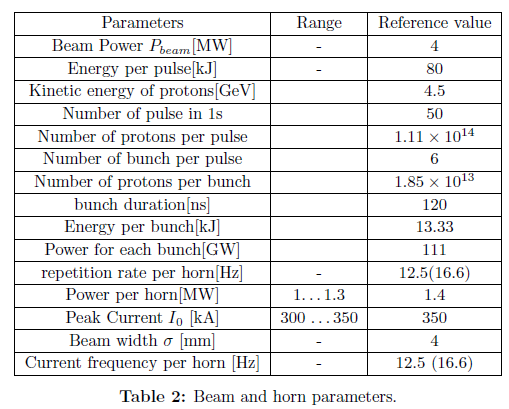 Parameters Range Reference value
Beam Power P_beam[MW] - 4
Energy per pulse[kJ] - 80
Kinetic energy of protons[GeV] 4.5
Number of pulse in 1s 50
Number of protons per pulse 1.11 × 10^14
Number of bunch per pulse 6
Number of protons per bunch 1.85 × 10^13
bunch duration[ns] 120
Energy per bunch[kJ] 13.33
Power for each bunch[GW] 111
repetition rate per horn[Hz] - 12.5(16.6)
Power per horn[MW] 1...1.3 1.4
Peak Current I_0 [kA] 300 ...350 350
Beam width σ [mm] - 4
Current frequency per horn [Hz] - 12.5 (16.6)
Table 2: Beam and horn parameters.